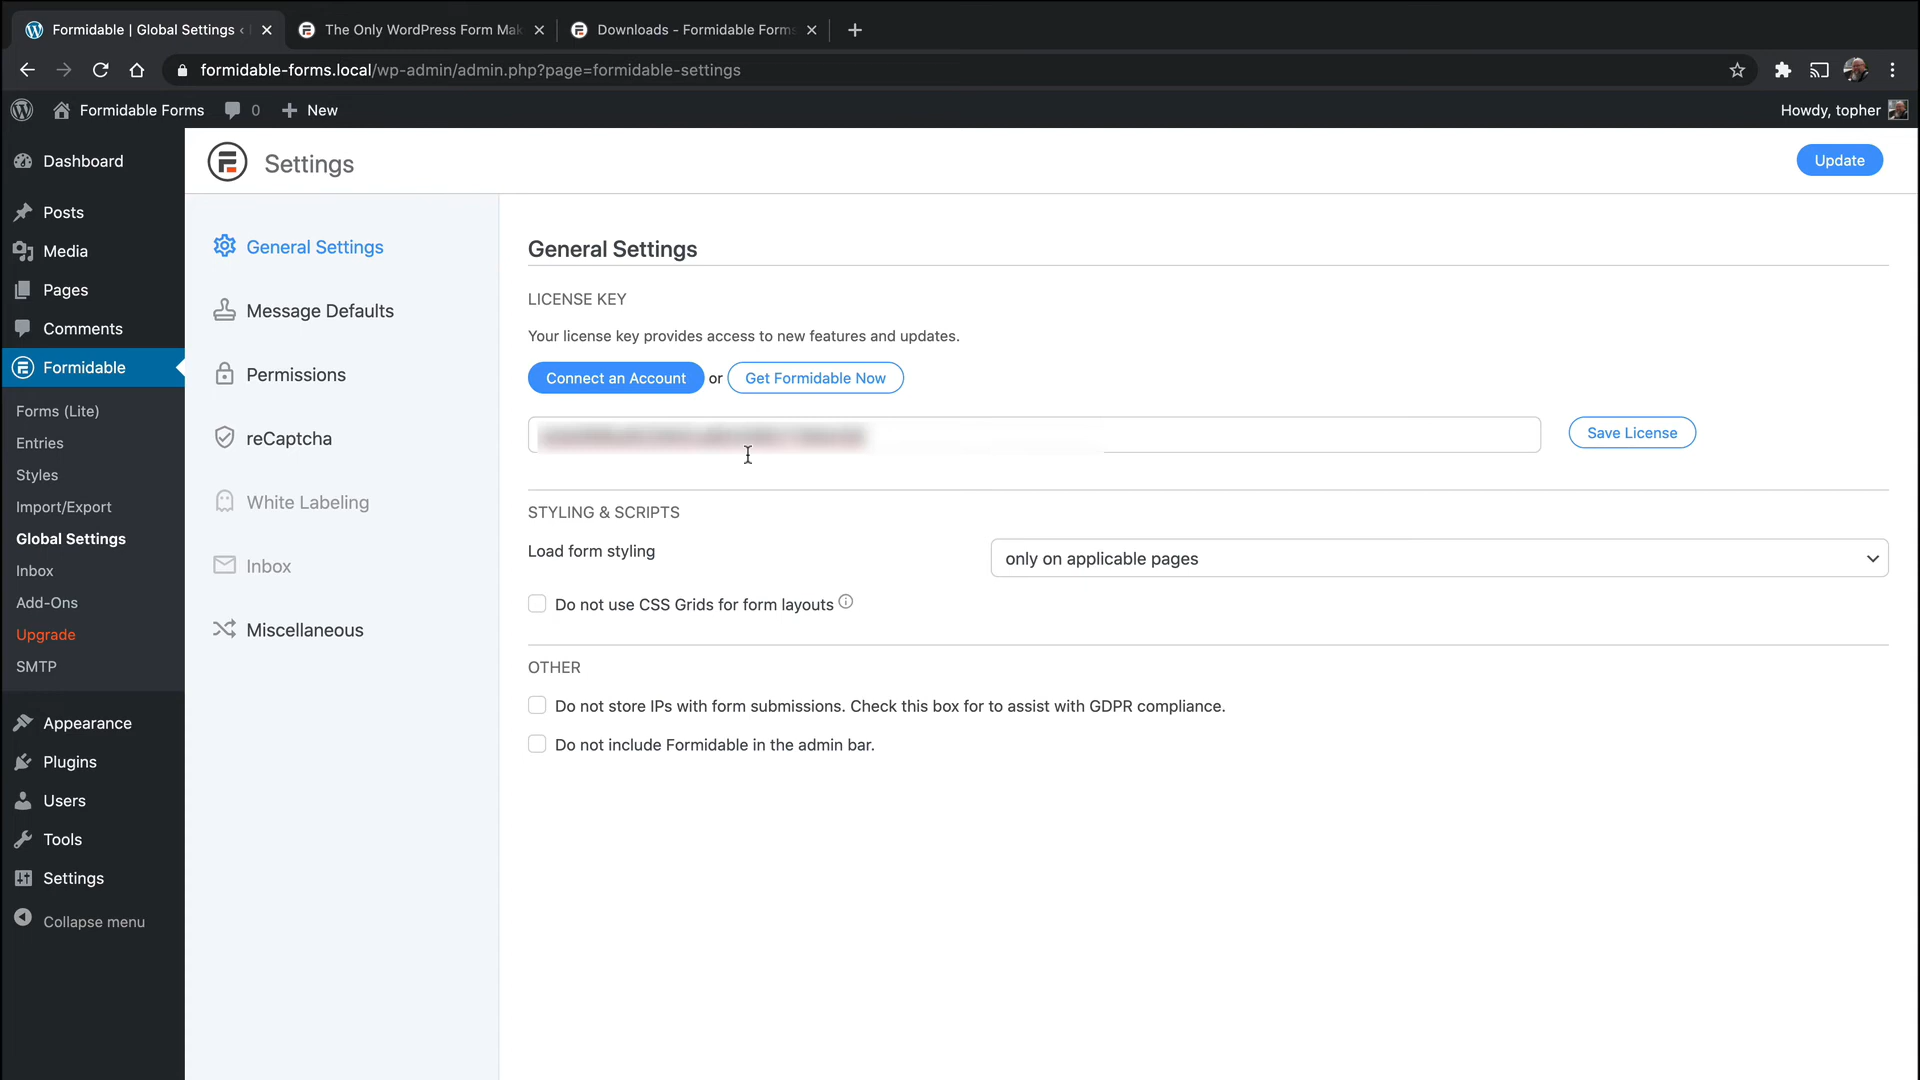 Formidable | Global Settings ‹
The Only WordPress Form Mak
Downloads - Formidable Forms
formidable-forms.local/wp-admin/admin.php?page=formidable-settings
Formidable Forms
0
New
Howdy, topher
Dashboard
Posts
Media
Pages
Comments
Formidable
Forms (Lite)
Entries
Styles
Import/Export
Global Settings
Inbox
Add-Ons
Upgrade
SMTP
Appearance
Plugins
Users
Tools
Settings
Collapse menu
Settings
Update
General Settings
Message Defaults
Permissions
reCaptcha
White Labeling
Inbox
Miscellaneous
General Settings
LICENSE KEY
Your license key provides access to new features and updates.
Connect an Account or Get Formidable Now
Save License
STYLING & SCRIPTS
Load form styling
only on applicable pages
Do not use CSS Grids for form layouts
OTHER
Do not store IPs with form submissions. Check this box for to assist with GDPR compliance.
Do not include Formidable in the admin bar.